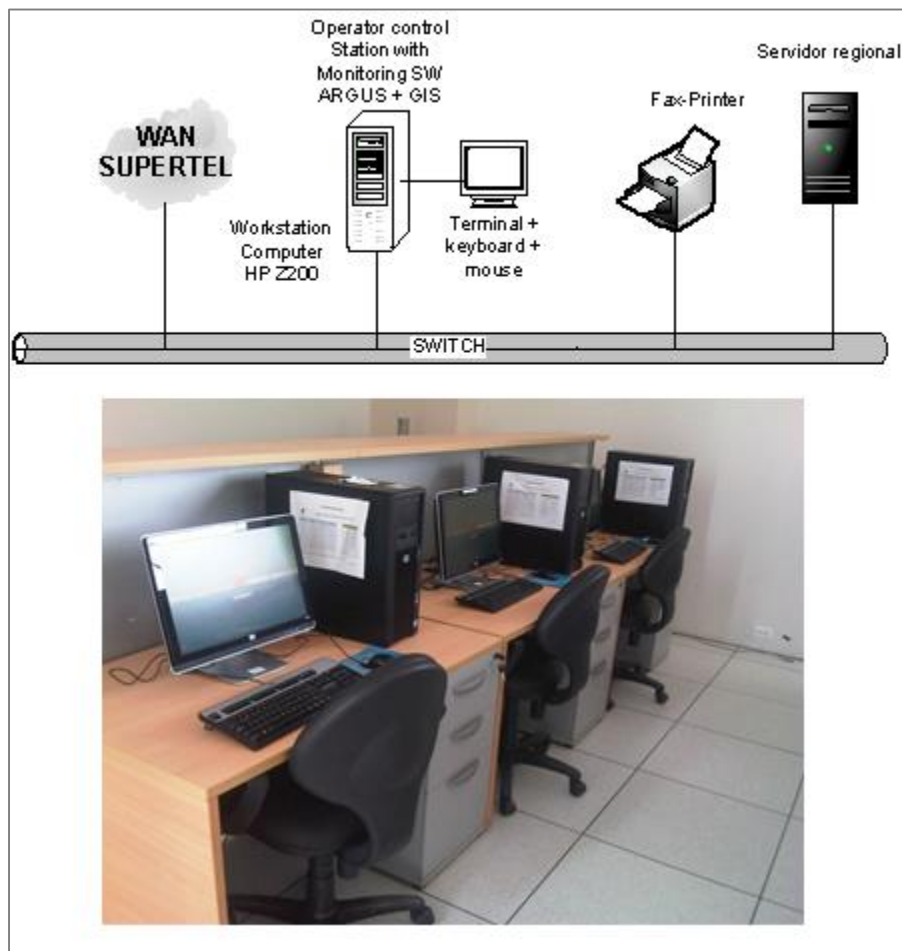 Operator control
Station with
Monitoring SW
ARGUS + GIS
Servidor regional
Fax-Printer
WAN
SUPERTEL
Workstation
Computer
HP Z200
Terminal +
keyboard +
mouse
SWITCH